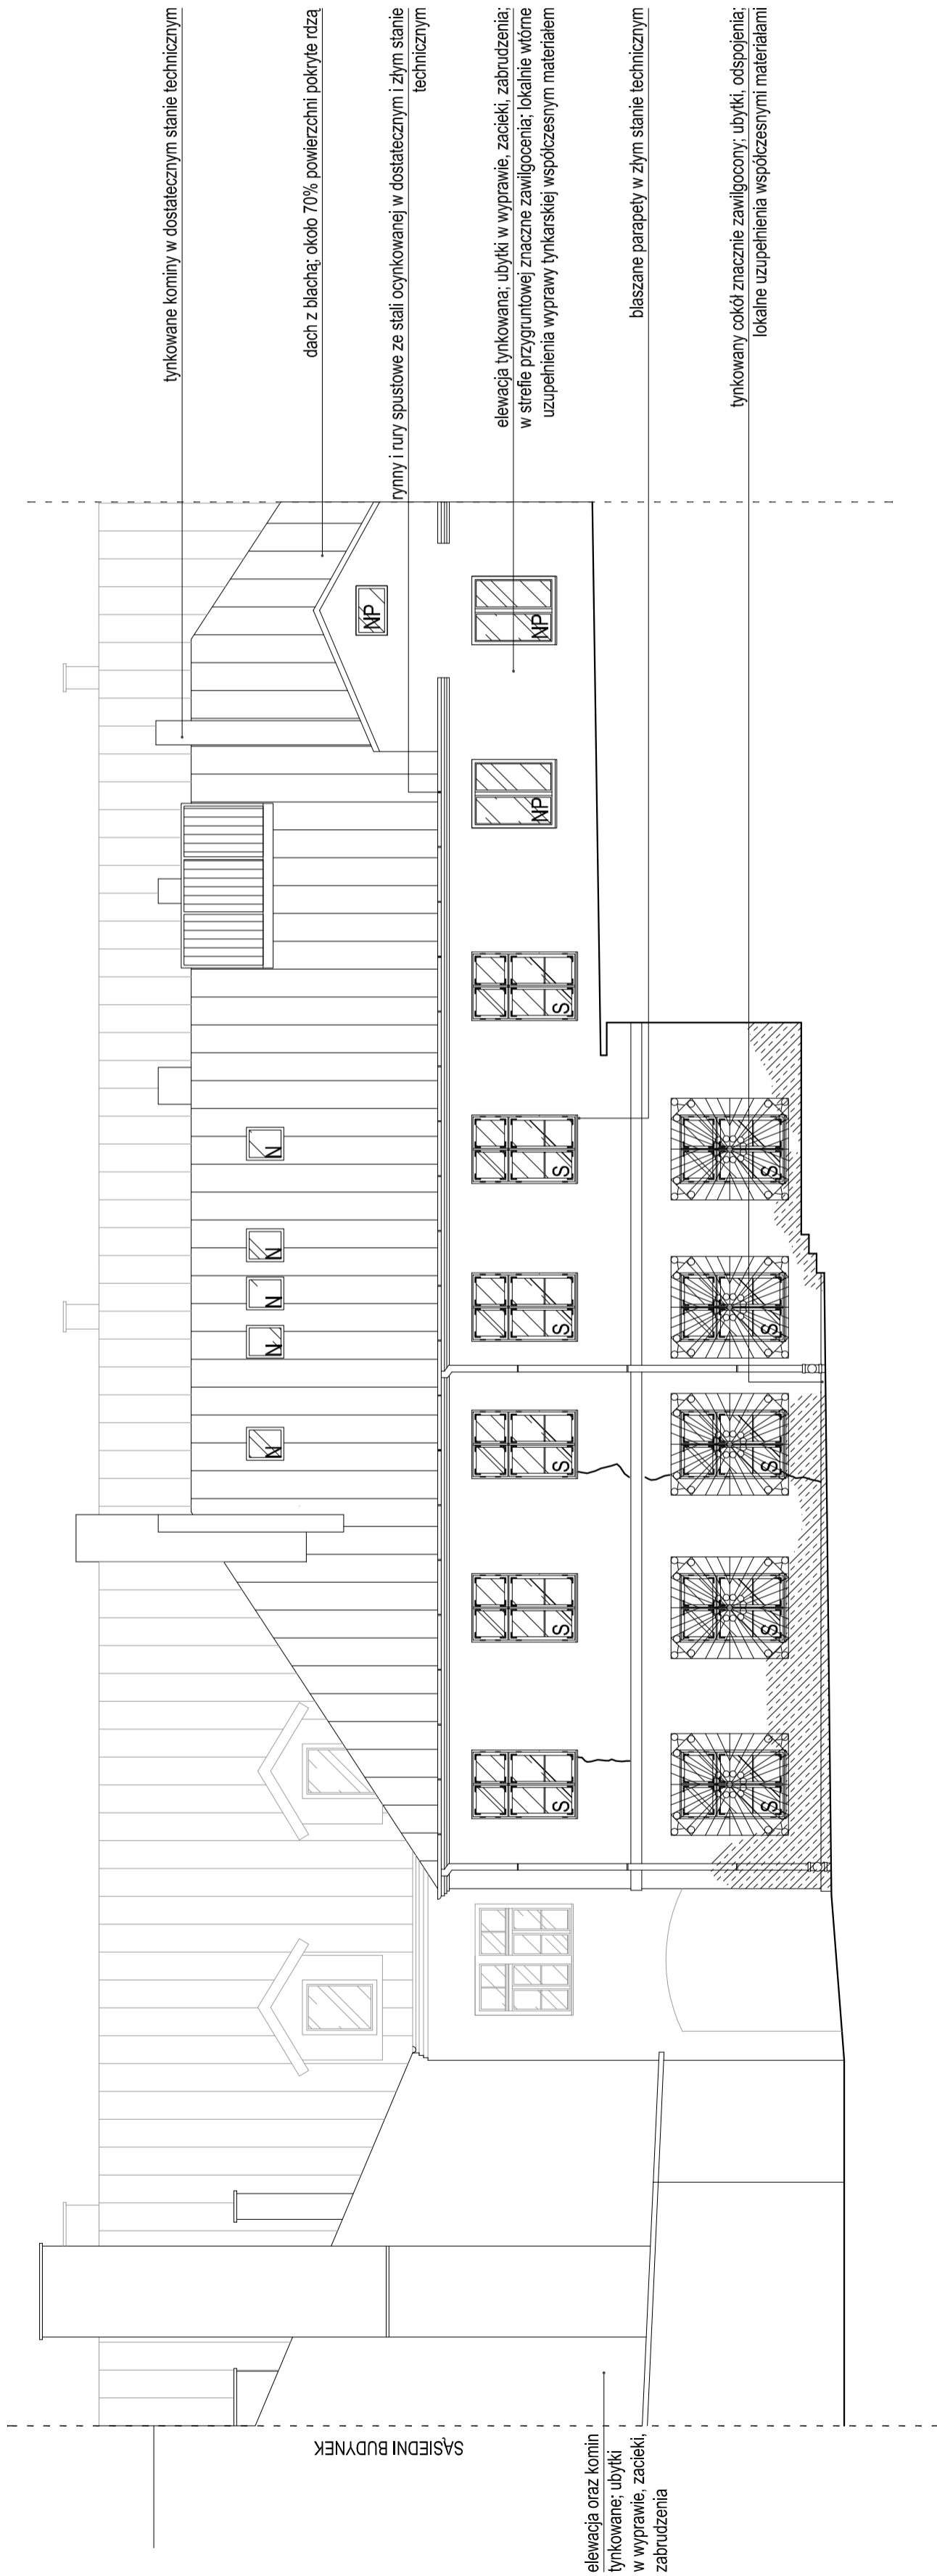 tynkowane kominy w dostatecznym stanie technicznym
dach z blachą; około 70% powierzchni pokryte rdzą
rynny i rury spustowe ze stali ocynkowanej w dostatecznym i złym stanie
technicznym
elewacja tynkowana; ubytki w wyprawie, zacieki, zabrudzenia;
w strefie przygruntowej znaczne zawilgocenia; lokalnie wtórne
uzupełnienia wyprawy tynkarskiej współczesnym materiałem
blaszane parapety w złym stanie technicznym
tynkowany cokół znacznie zawilgocony; ubytki, odspojenia;
lokalne uzupełnienia współczesnymi materiałami
N
N
N
N
N
NP
S
S
S
S
S
S
NP
NP
S
S
S
S
S
SĄSIEDNI BUDYNEK
elewacja oraz komin
tynkowane; ubytki
w wyprawie, zacieki,
zabrudzenia